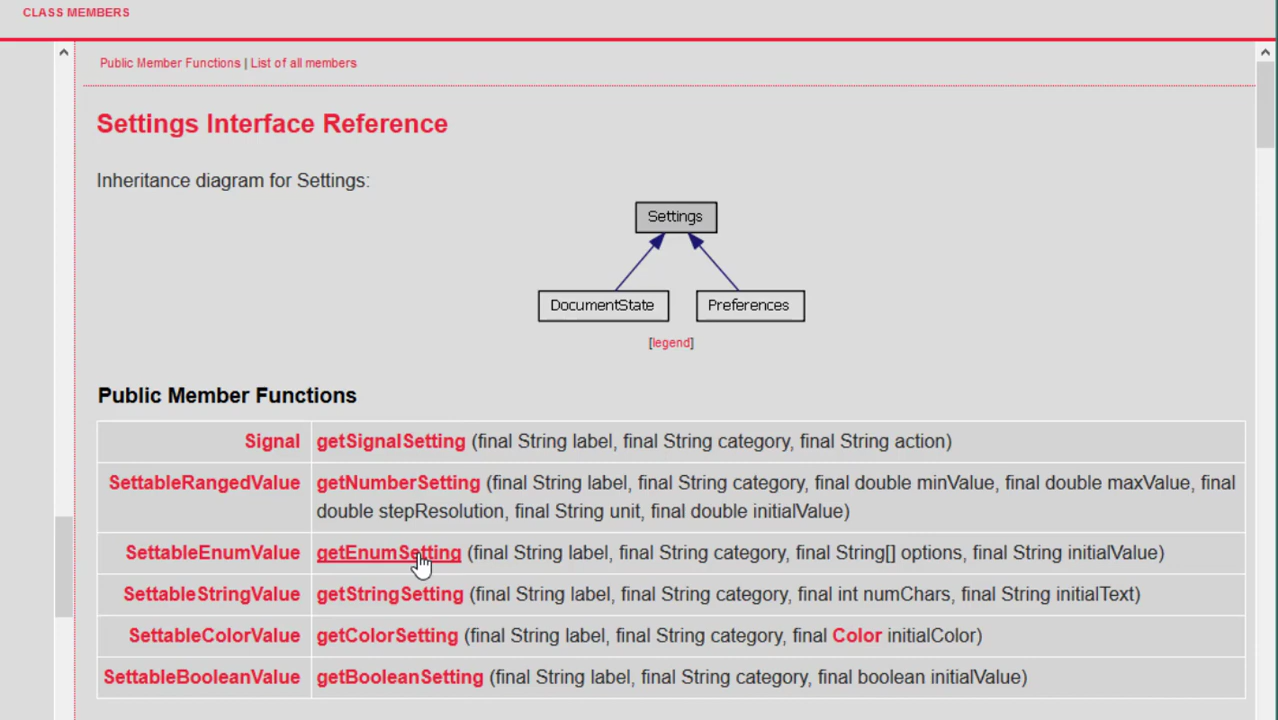 CLASS MEMBERS
Public Member Functions | List of all members
Settings Interface Reference
Inheritance diagram for Settings:
Settings
DocumentState
Preferences
[legend]
Public Member Functions
Signal getSignalSetting (final String label, final String category, final String action)
SettableRangedValue getNumberSetting (final String label, final String category, final double minValue, final double maxValue, final
double stepResolution, final String unit, final double initialValue)
SettableEnumValue getEnumSetting (final String label, final String category, final String[] options, final String initialValue)
SettableStringValue getStringSetting (final String label, final String category, final int numChars, final String initialText)
SettableColorValue getColorSetting (final String label, final String category, final Color initialColor)
SettableBooleanValue getBooleanSetting (final String label, final String category, final boolean initialValue)